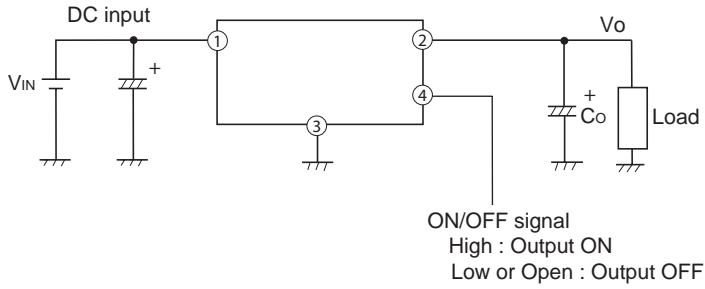 DC input
Vo
1
2
+
VIN
4
+
Co
Load
3
ON/OFF signal
High : Output ON
Low or Open : Output OFF